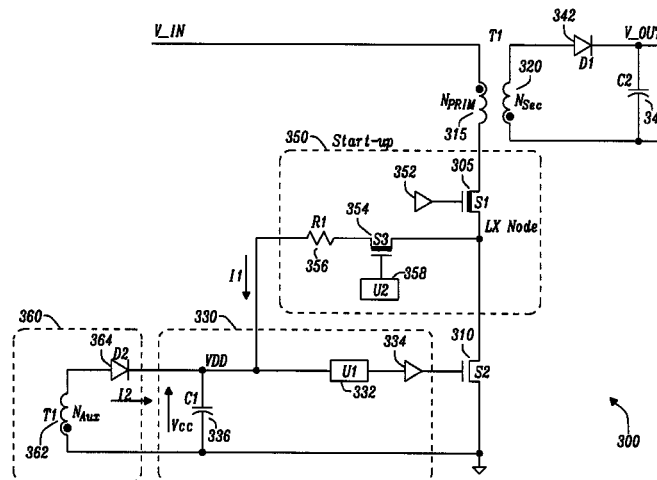 V_IN
T1
342
V_OUT
D1
320
C2
34
N_PRIM
N_Sec
315
350
Start-up
305
352
S1
354
R1
S3
LX Node
356
I1
358
U2
360
330
364
D2
VDD
334
310
U1
S2
332
C1
I2
T1
N_Aux
Vcc
336
362
300